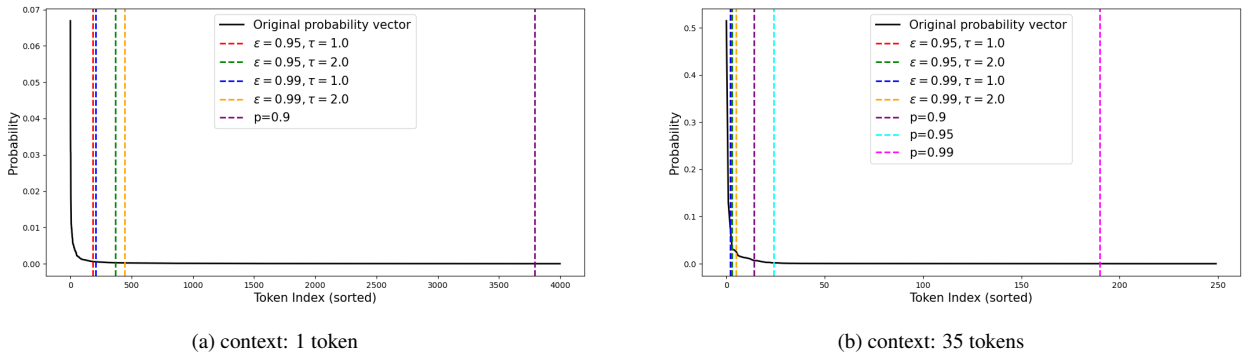 0.07
0.06
0.05
0.04
0.03
0.02
0.01
0.00
Probability
0
500
1000
1500
2000
2500
3000
3500
4000
Token Index (sorted)
Original probability vector
ε = 0.95, τ = 1.0
ε = 0.95, τ = 2.0
ε = 0.99, τ = 1.0
ε = 0.99, τ = 2.0
p=0.9
(a) context: 1 token
0.5
0.4
0.3
0.2
0.1
0.0
Probability
0
50
100
150
200
250
Token Index (sorted)
Original probability vector
ε = 0.95, τ = 1.0
ε = 0.95, τ = 2.0
ε = 0.99, τ = 1.0
ε = 0.99, τ = 2.0
p=0.9
p=0.95
p=0.99
(b) context: 35 tokens